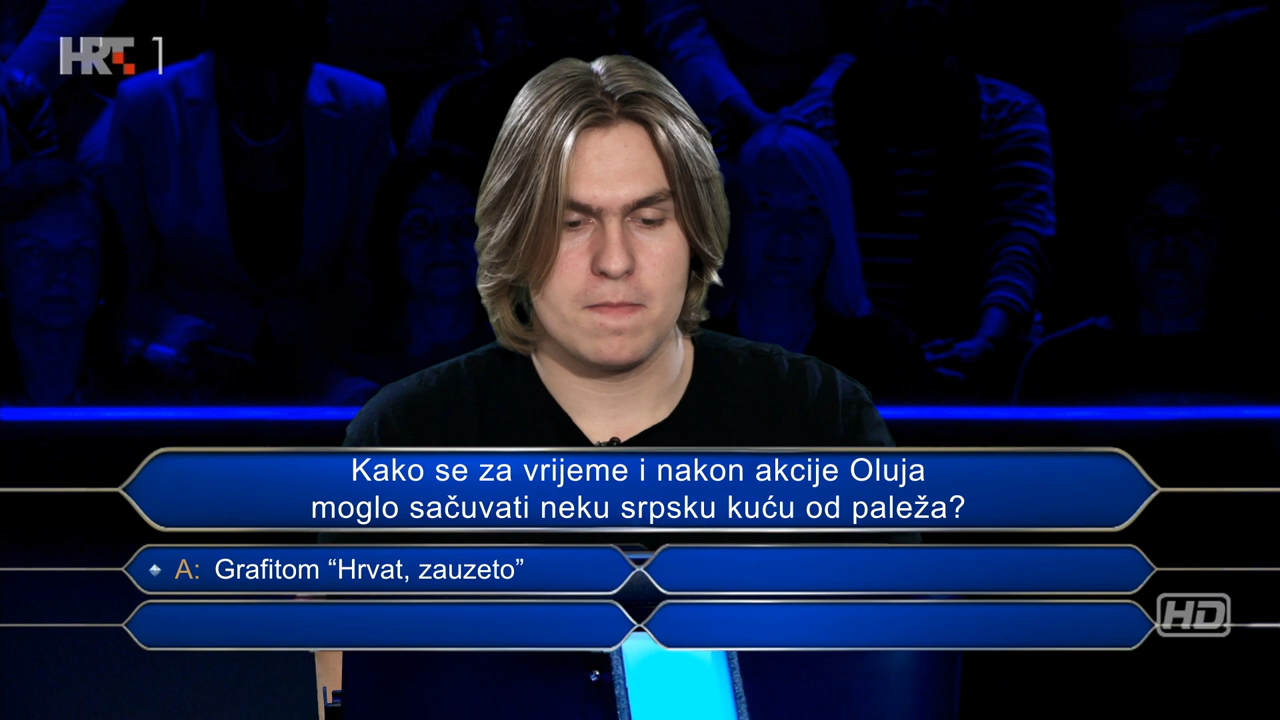 HRT 1
Kako se za vrijeme i nakon akcije Oluja
moglo sačuvati neku srpsku kuću od paleža?
A: Grafitom “Hrvat, zauzeto”
HD